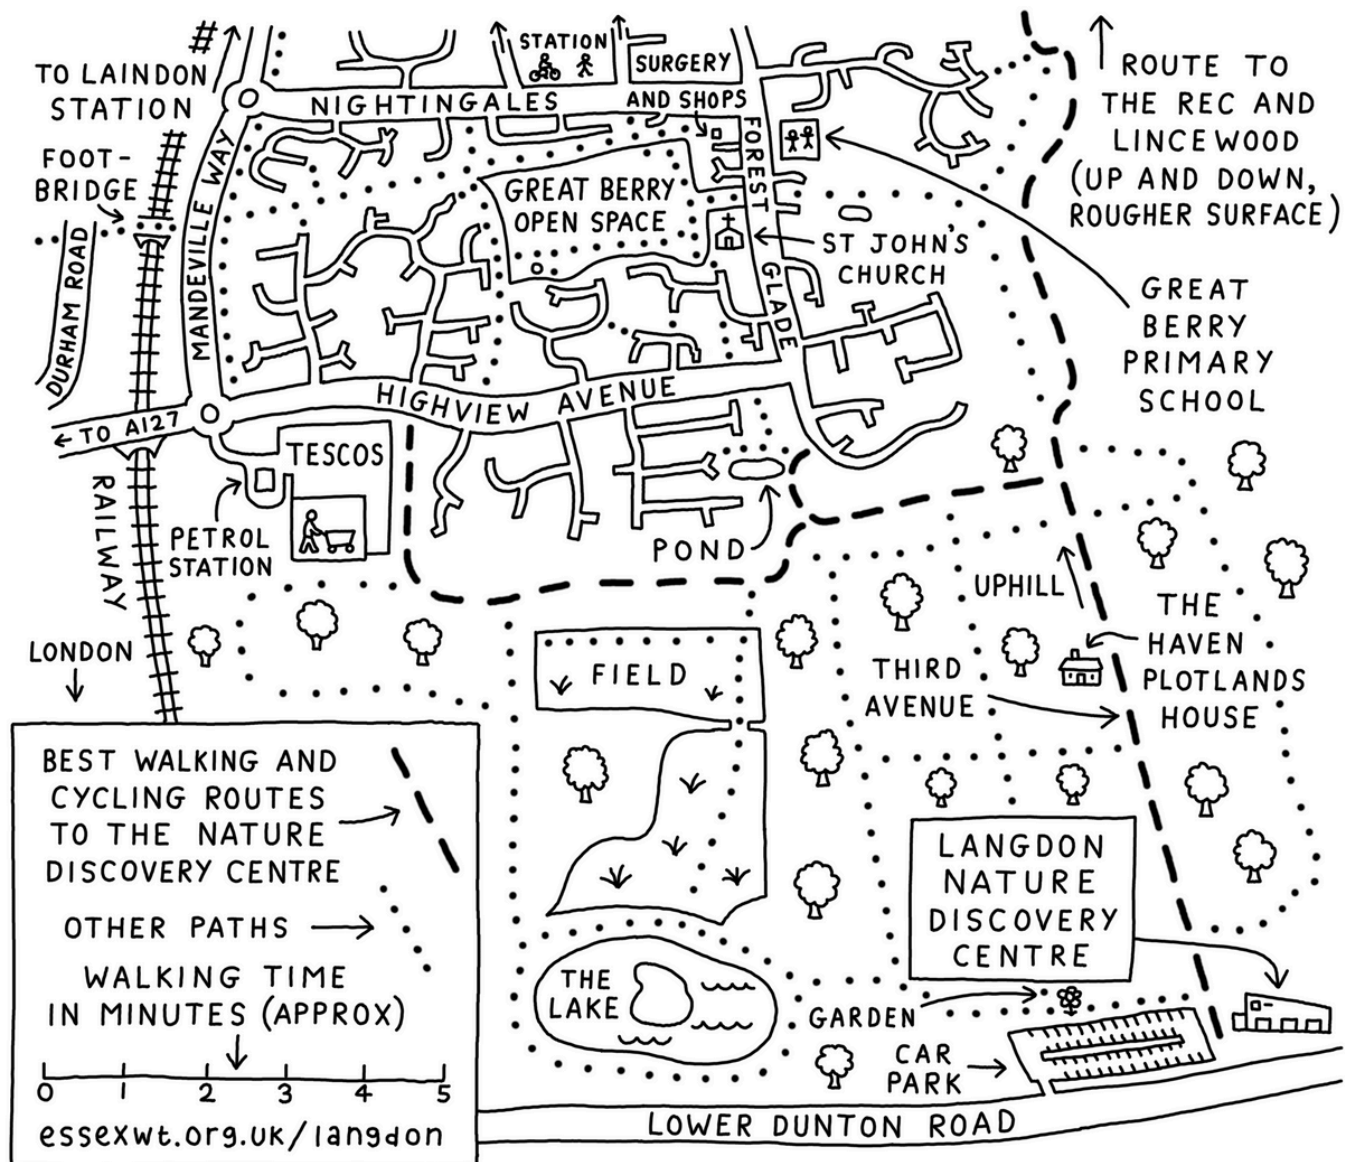 TO LAINDON
STATION
STATION
SURGERY
AND SHOPS
NIGHTINGALES
ROUTE TO
THE REC AND
LINCEWOOD
(UP AND DOWN,
ROUGHER SURFACE)
FOOT-
BRIDGE
MANDEVILLE WAY
DURHAM ROAD
GREAT BERRY
OPEN SPACE
FOREST
GLADE
ST JOHN'S
CHURCH
GREAT
BERRY
PRIMARY
SCHOOL
HIGHVIEW AVENUE
← TO A127
TESCOS
RAILWAY
PETROL
STATION
POND
UPHILL
THE
HAVEN
PLOTLANDS
HOUSE
LONDON
FIELD
THIRD
AVENUE
BEST WALKING AND
CYCLING ROUTES
TO THE NATURE
DISCOVERY CENTRE
OTHER PATHS
WALKING TIME
IN MINUTES (APPROX)
0 1 2 3 4 5
essexwt.org.uk/langdon
LANGDON
NATURE
DISCOVERY
CENTRE
THE
LAKE
GARDEN
CAR
PARK
LOWER DUNTON ROAD